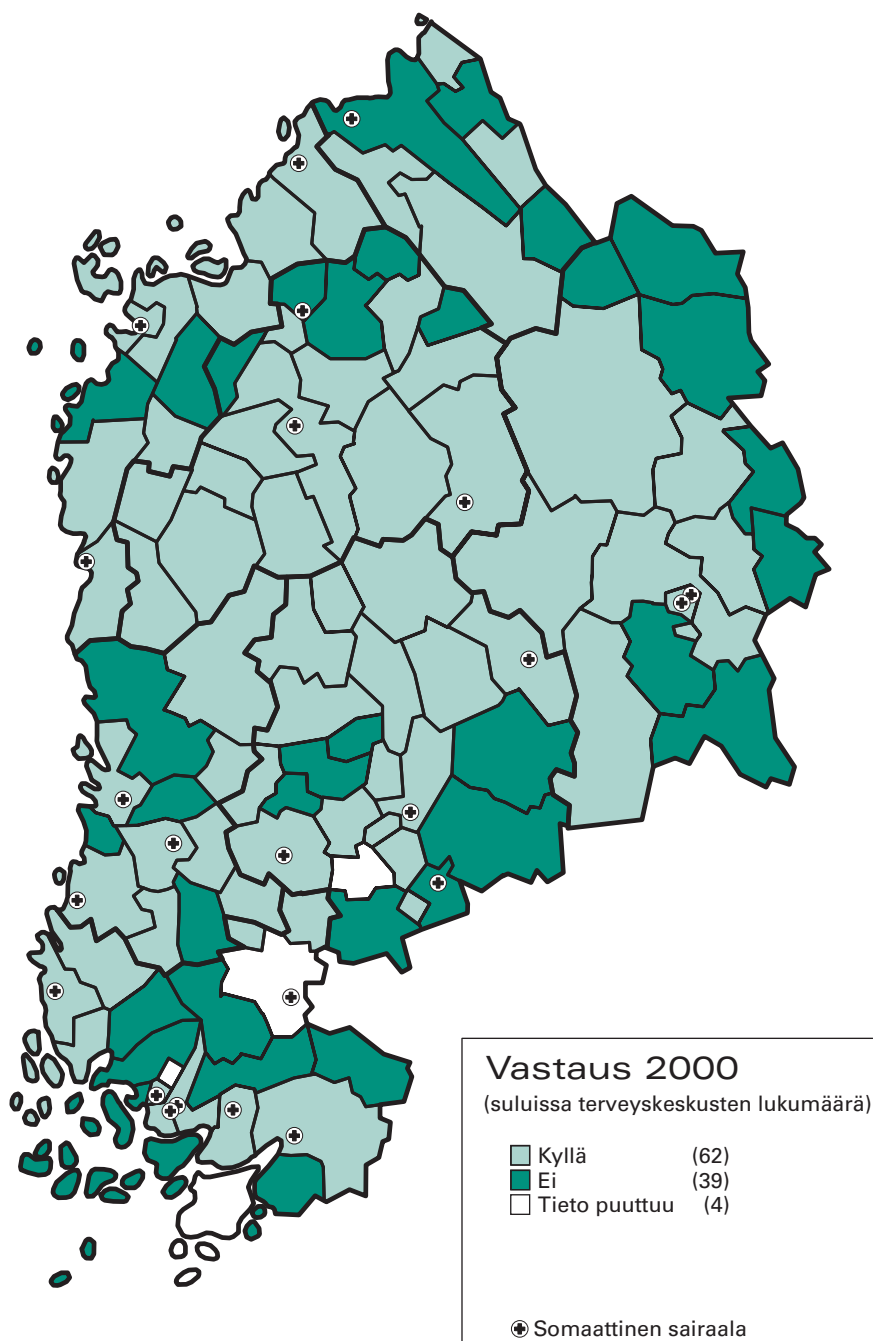 Vastaus 2000
(suluissa terveyskeskusten lukumäärä)
Kyllä (62)
Ei (39)
Tieto puuttuu (4)
Somaattinen sairaala